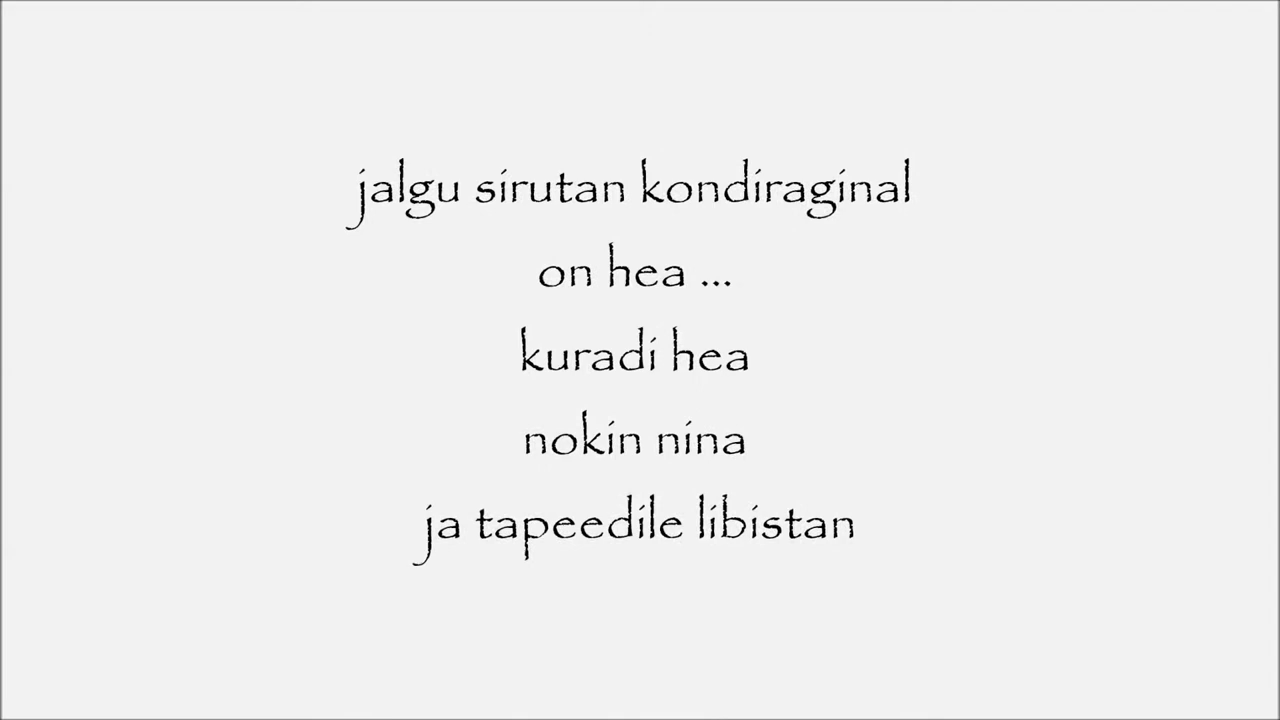 jalgu sirutan kondiraginal
on hea ...
kuradi hea
nokin nina
ja tapeedile libistan